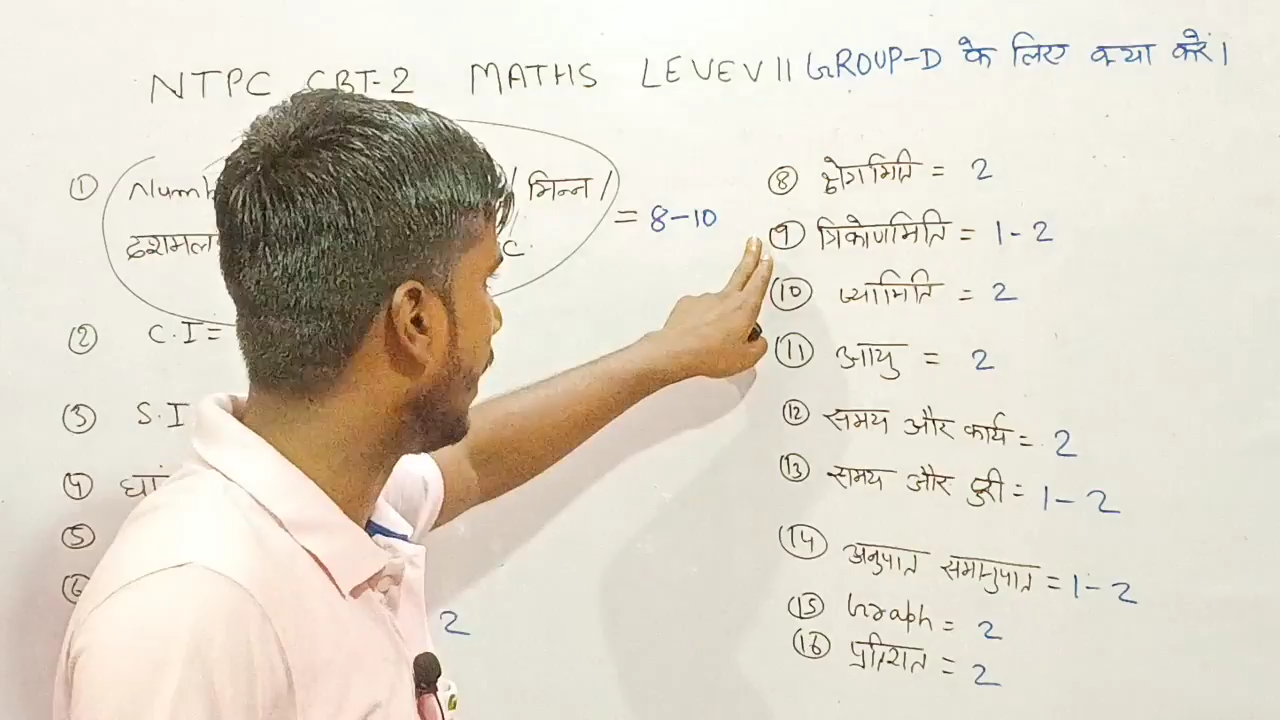 NTPC CBT-2 MATHS LEVEV II GROUP-D के लिए क्या करें।
① Numb / भिन्न /
दशमल c. = 8-10
② C.I =
③ S.I
④ घा
⑤
⑥
2
⑧ क्षेत्रमिति = 2
⑨ त्रिकोणमिति = 1-2
⑩ ज्यामिति = 2
⑪ आयु = 2
⑫ समय और कार्य = 2
⑬ समय और दुरी = 1-2
⑭ अनुपात समानुपात = 1-2
⑮ Graph = 2
⑯ प्रतिशत = 2